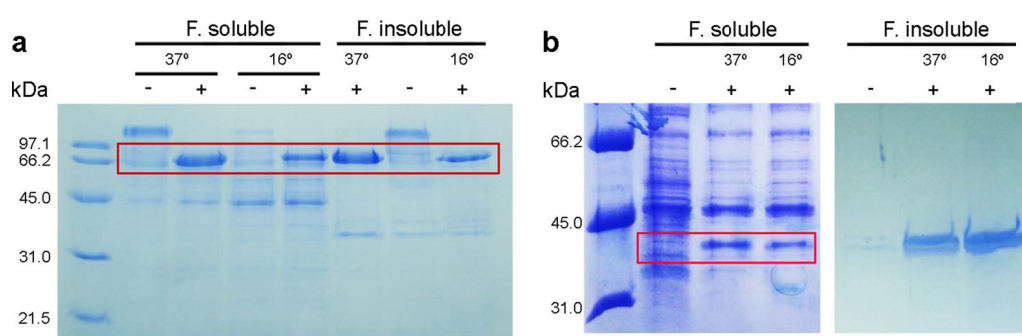 a
F. soluble F. insoluble
37º 16º 37º 16º
kDa - + - + + - +
97.1
66.2
45.0
31.0
21.5
b
F. soluble F. insoluble
37º 16º 37º 16º
kDa - + + - + +
66.2
45.0
31.0